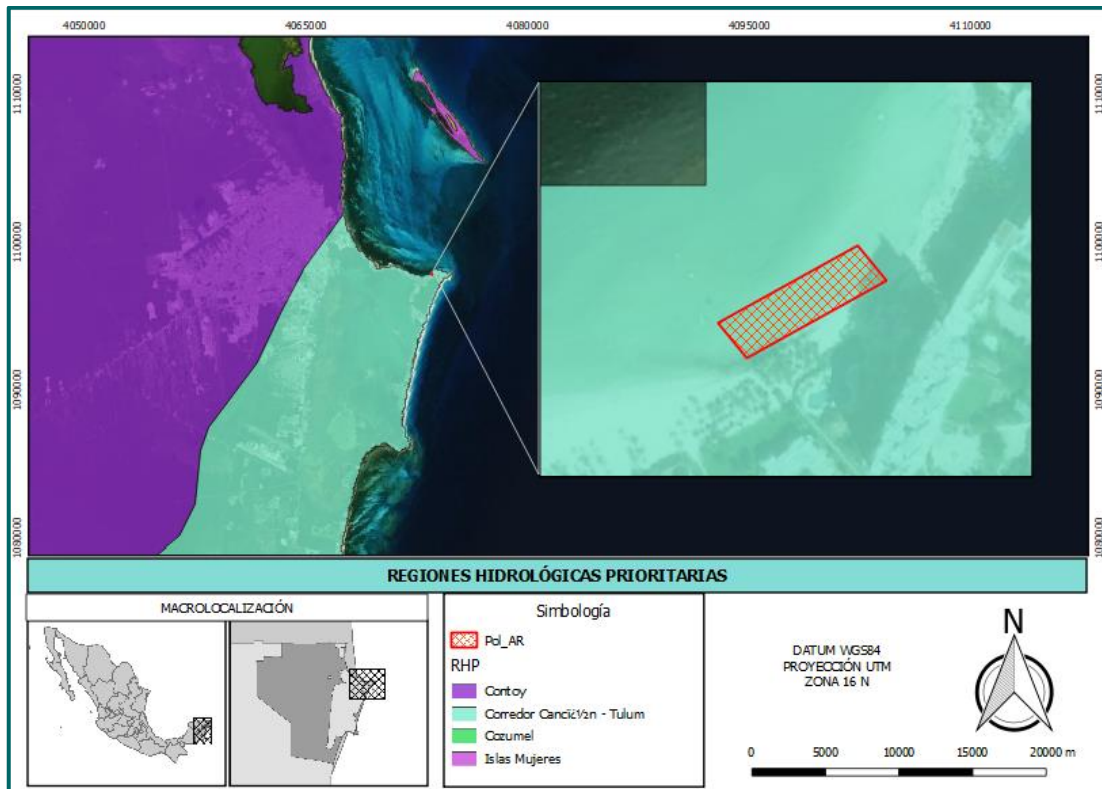 4050000 4065000 4080000 4095000 4110000
1110000 1110000
1100000 1100000
1090000 1090000
1080000 1080000
REGIONES HIDROLÓGICAS PRIORITARIAS
MACROLOCALIZACIÓN
Simbología
Pol_AR
RHP
Contoy
Corredor Cancï¿½n - Tulum
Cozumel
Islas Mujeres
DATUM WGS84
PROYECCIÓN UTM
ZONA 16 N
N
0 5000 10000 15000 20000 m